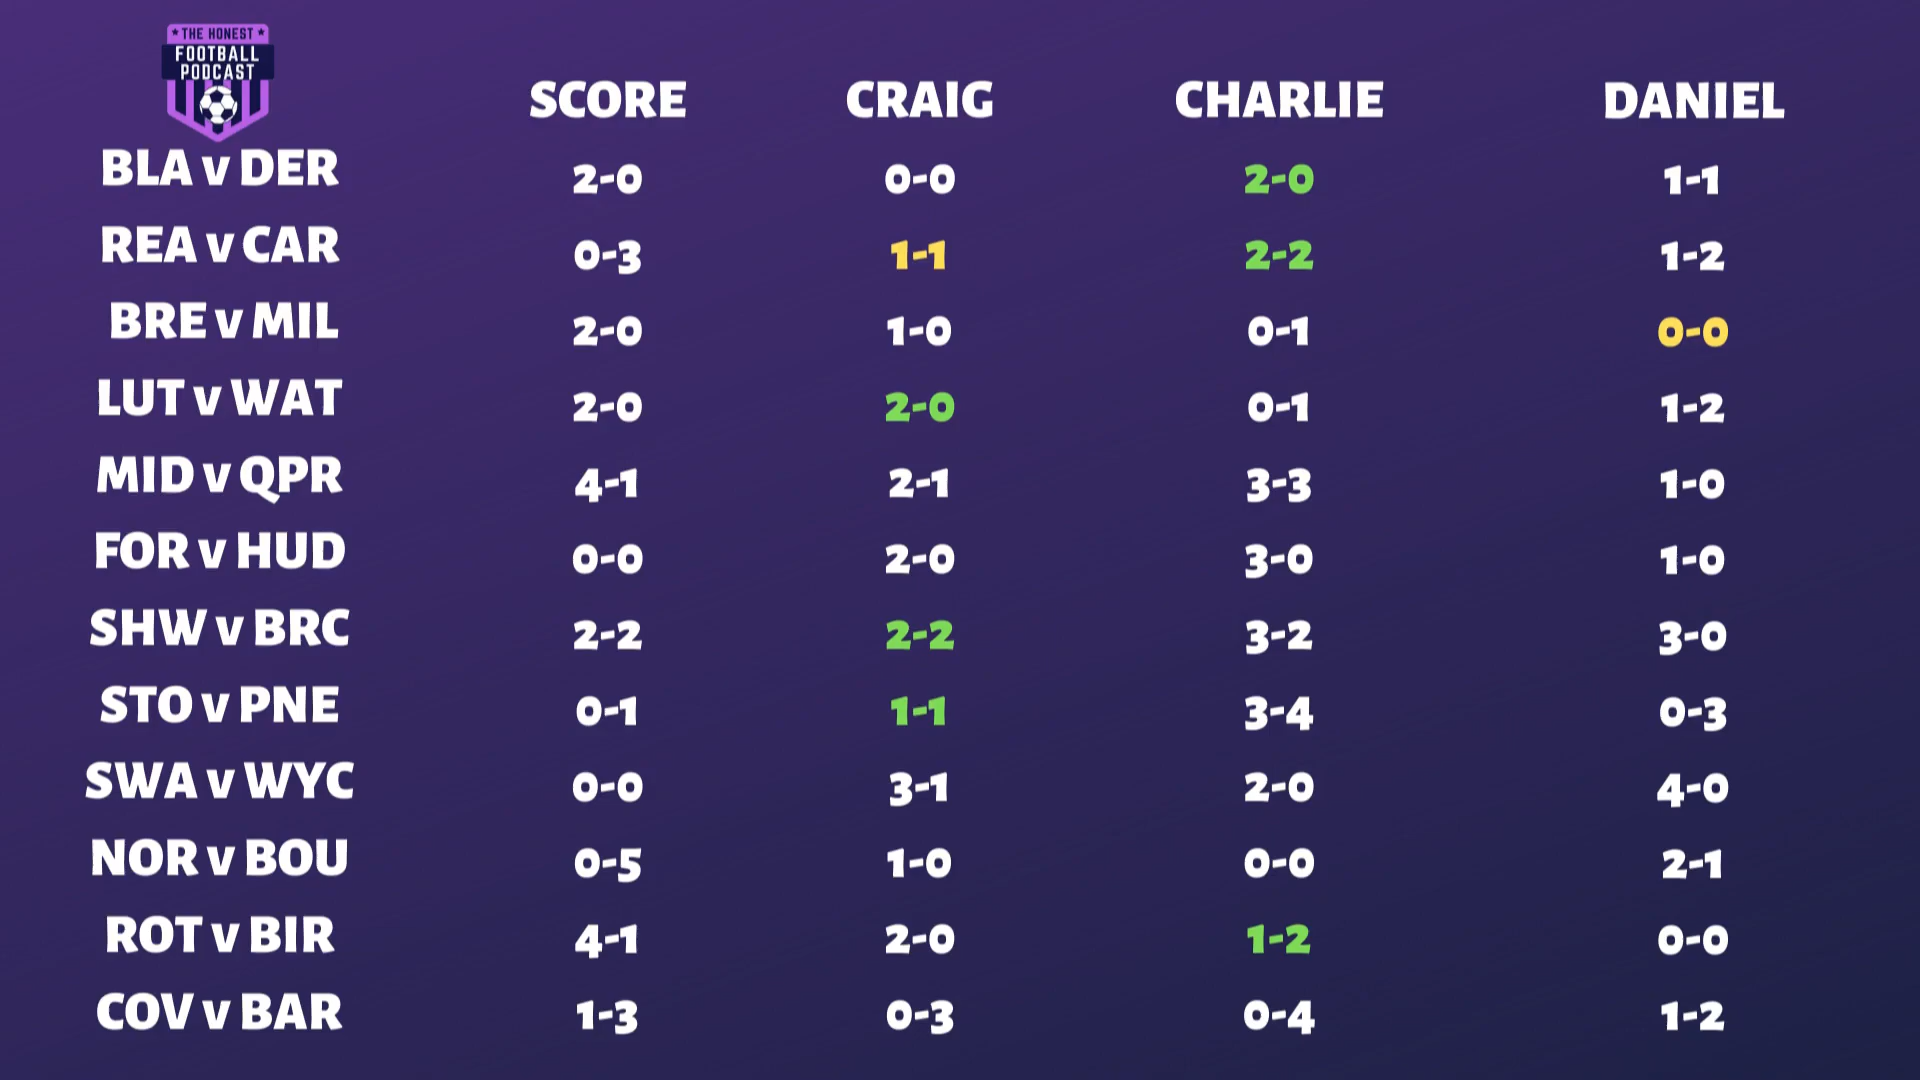 THE HONEST
FOOTBALL
PODCAST
SCORE CRAIG CHARLIE DANIEL
BLA v DER 2-0 0-0 2-0 1-1
REA v CAR 0-3 1-1 2-2 1-2
BRE v MIL 2-0 1-0 0-1 0-0
LUT v WAT 2-0 2-0 0-1 1-2
MID v QPR 4-1 2-1 3-3 1-0
FOR v HUD 0-0 2-0 3-0 1-0
SHW v BRC 2-2 2-2 3-2 3-0
STO v PNE 0-1 1-1 3-4 0-3
SWA v WYC 0-0 3-1 2-0 4-0
NOR v BOU 0-5 1-0 0-0 2-1
ROT v BIR 4-1 2-0 1-2 0-0
COV v BAR 1-3 0-3 0-4 1-2